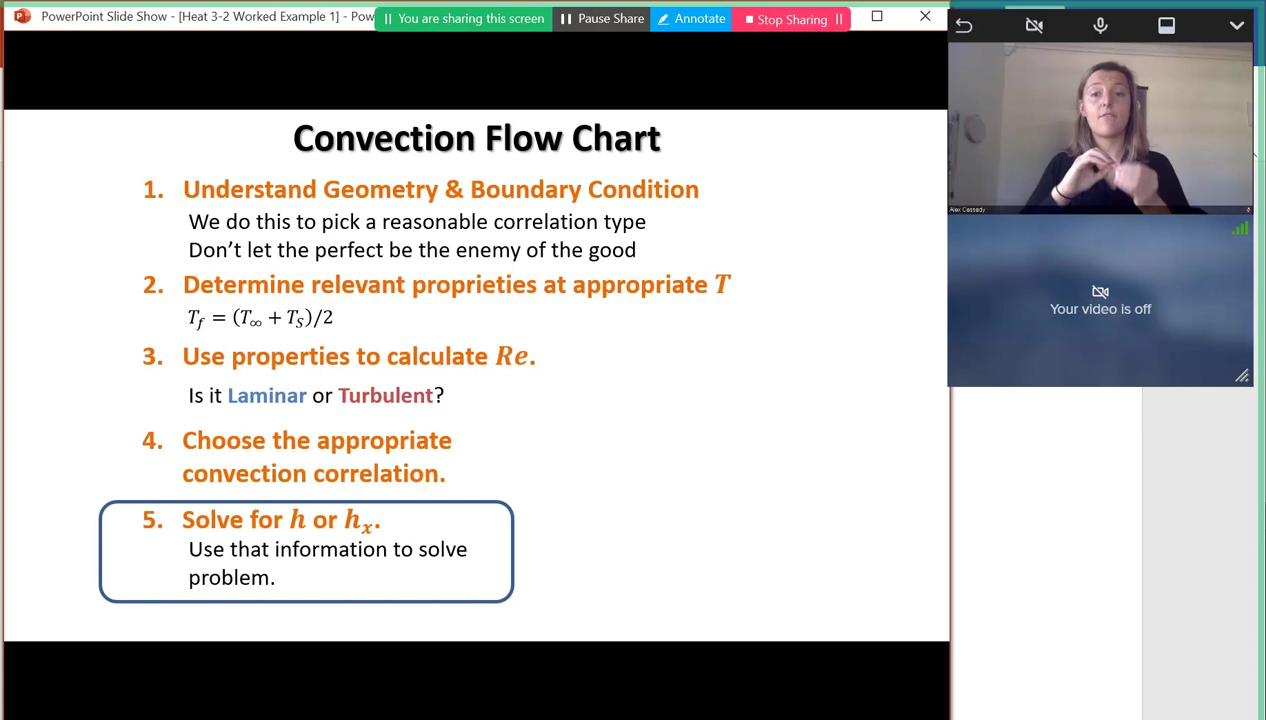 PowerPoint Slide Show - [Heat 3-2 Worked Example 1] - Pow
You are sharing this screen
Pause Share
Annotate
Stop Sharing
Convection Flow Chart
1. Understand Geometry & Boundary Condition
We do this to pick a reasonable correlation type
Don't let the perfect be the enemy of the good
2. Determine relevant proprieties at appropriate T
T_f = (T_∞ + T_S)/2
3. Use properties to calculate Re.
Is it Laminar or Turbulent?
4. Choose the appropriate
convection correlation.
5. Solve for h or h_x.
Use that information to solve
problem.
Alex Cassady
Your video is off